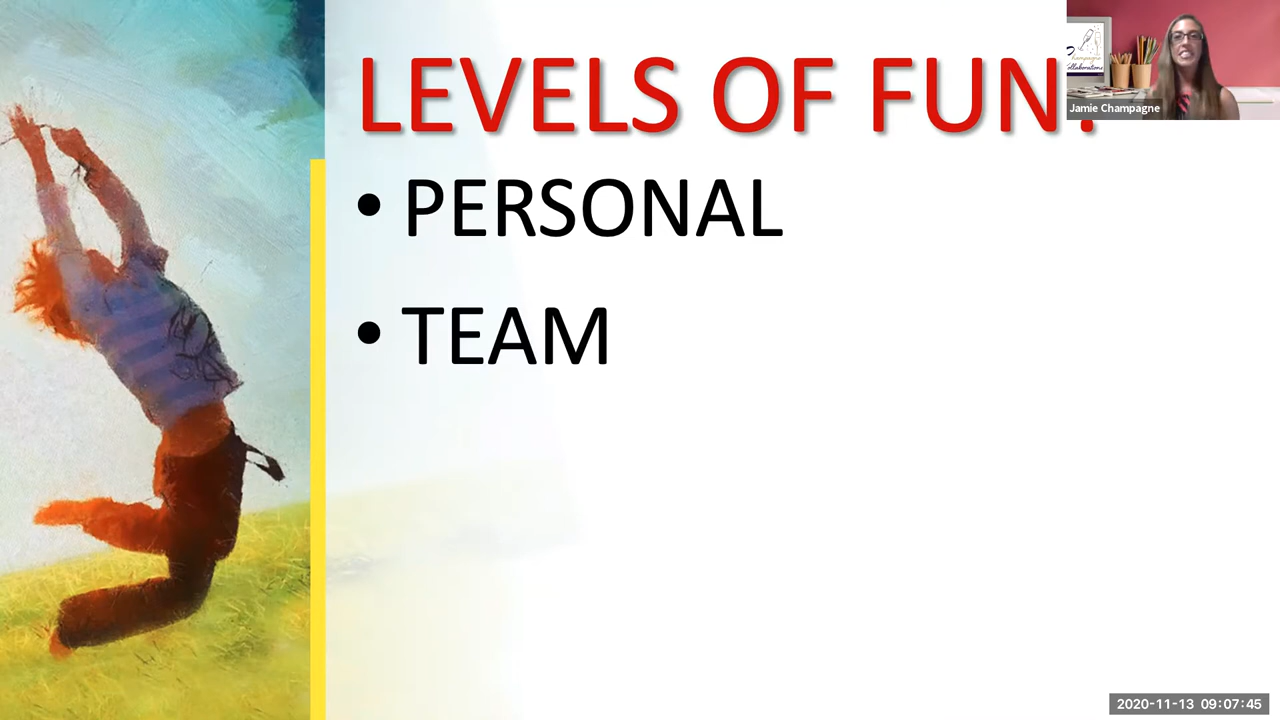 LEVELS OF FUN
• PERSONAL
• TEAM
Jamie Champagne
2020-11-13 09:07:45